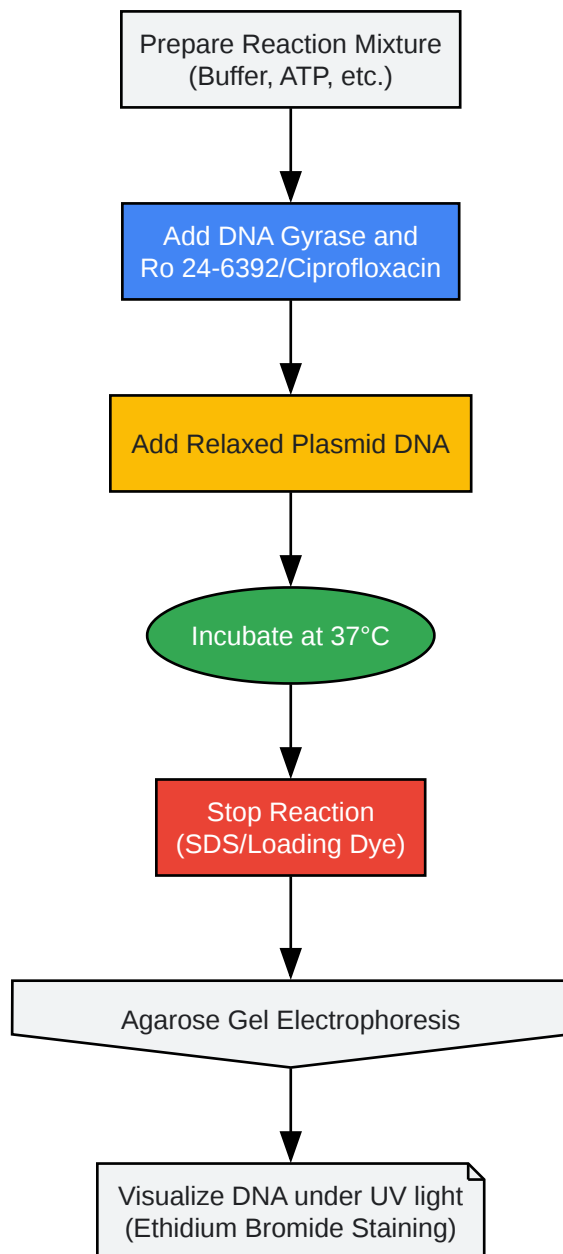 Prepare Reaction Mixture
(Buffer, ATP, etc.)
Add DNA Gyrase and
Ro 24-6392/Ciprofloxacin
Add Relaxed Plasmid DNA
Incubate at 37°C
Stop Reaction
(SDS/Loading Dye)
Agarose Gel Electrophoresis
Visualize DNA under UV light
(Ethidium Bromide Staining)